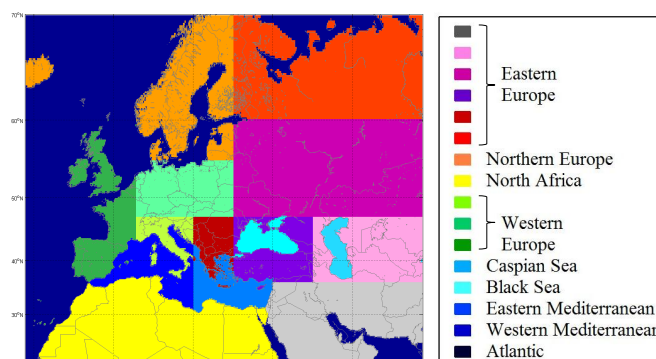 70°N
60°N
50°N
40°N
30°N
Eastern
Europe
Northern Europe
North Africa
Western
Europe
Caspian Sea
Black Sea
Eastern Mediterranean
Western Mediterranean
Atlantic